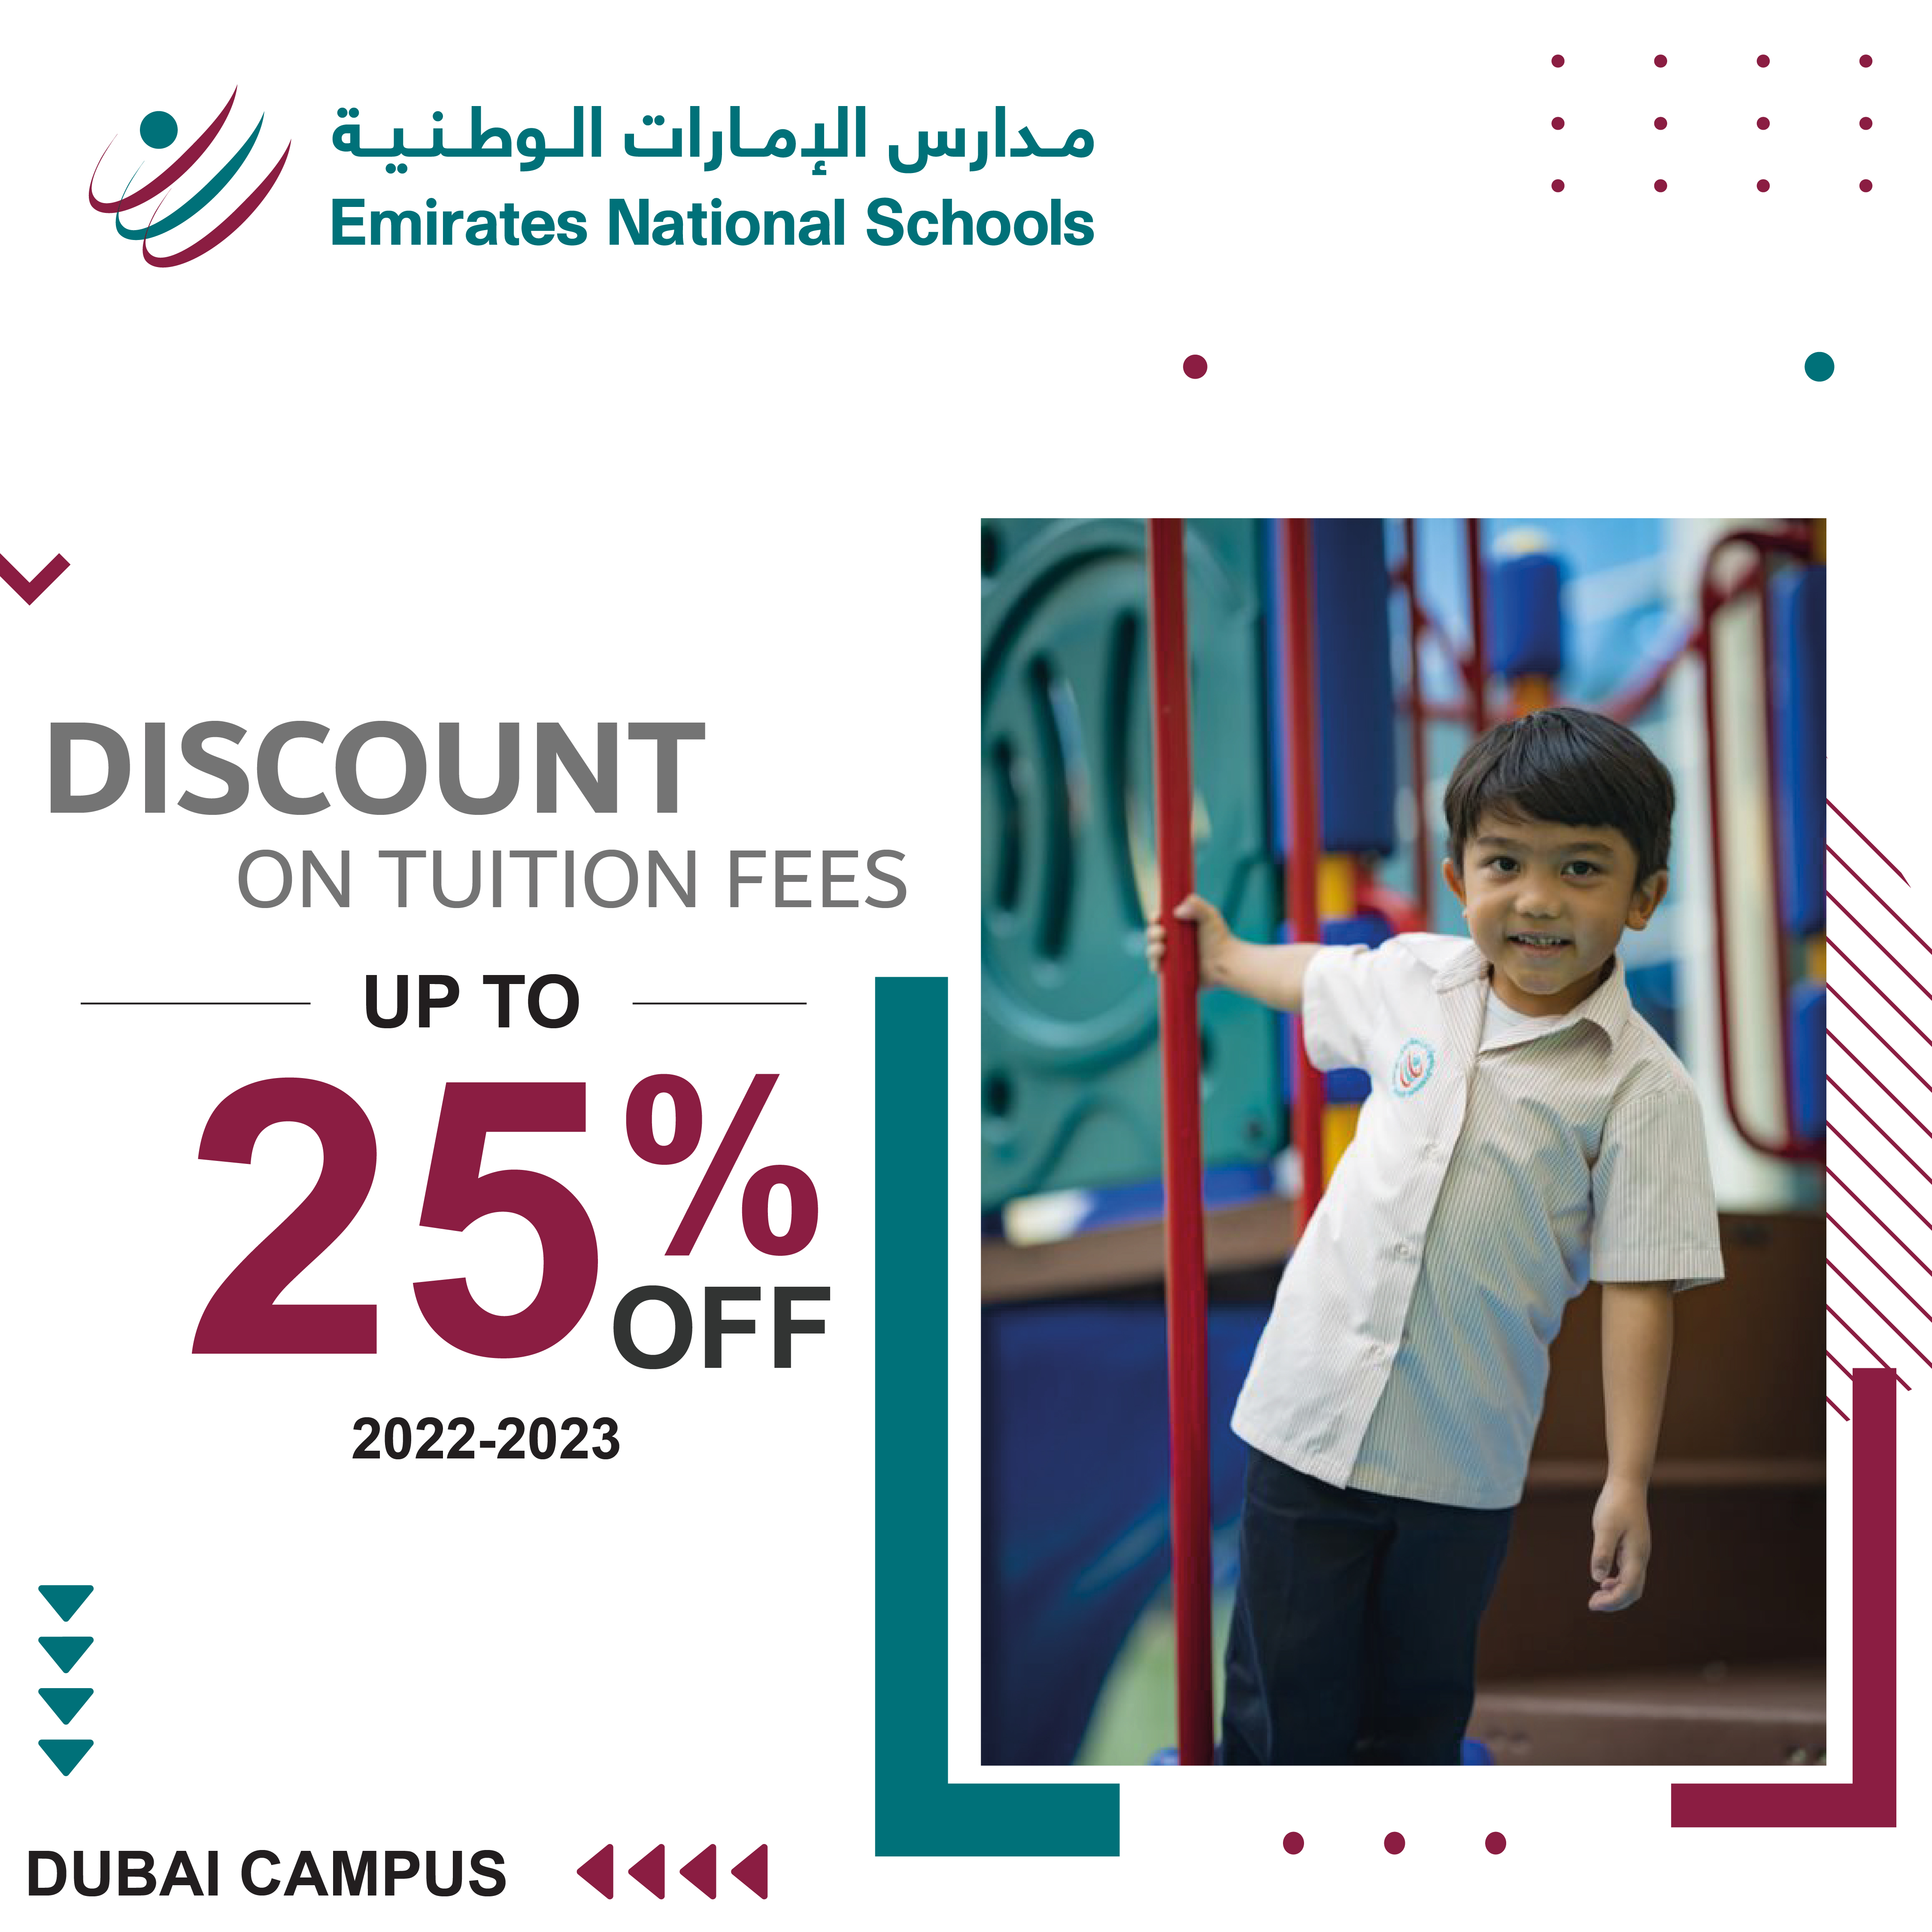 مدارس الإمارات الوطنية
Emirates National Schools
DISCOUNT
ON TUITION FEES
UP TO
25%
OFF
2022-2023
DUBAI CAMPUS